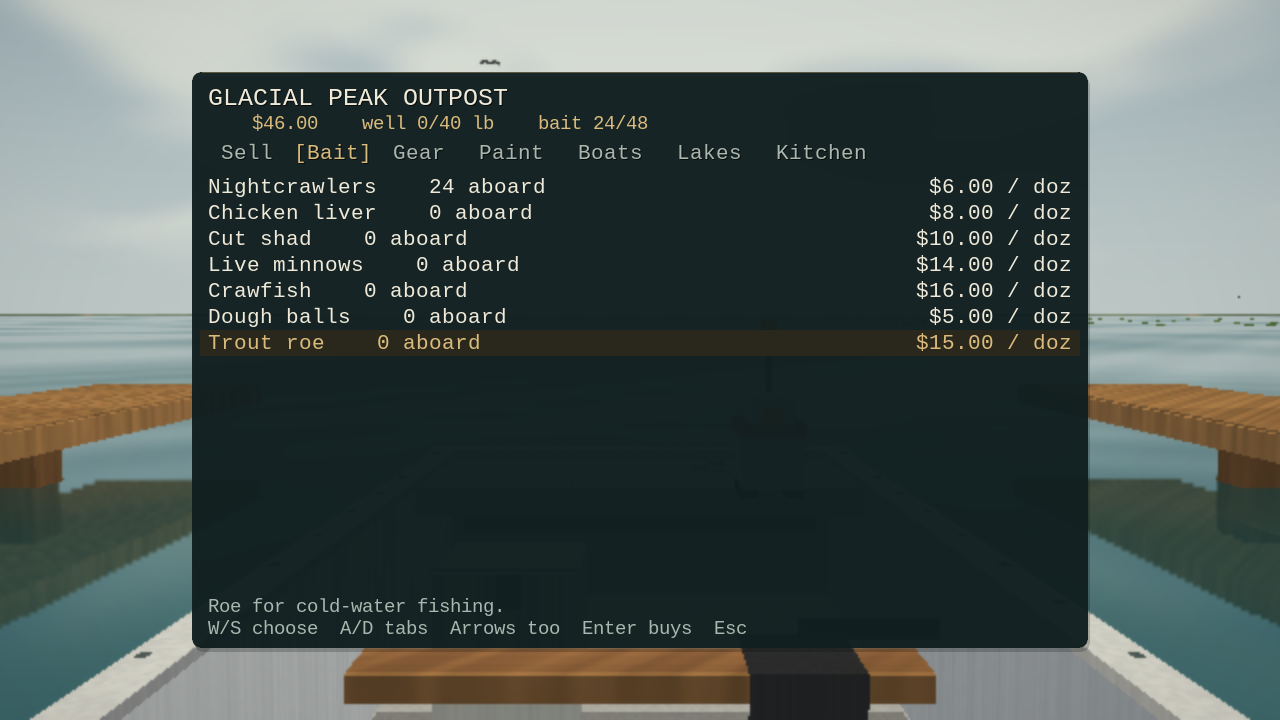 GLACIAL PEAK OUTPOST
$46.00 well 0/40 lb bait 24/48
Sell [Bait] Gear Paint Boats Lakes Kitchen
Nightcrawlers 24 aboard $6.00 / doz
Chicken liver 0 aboard $8.00 / doz
Cut shad 0 aboard $10.00 / doz
Live minnows 0 aboard $14.00 / doz
Crawfish 0 aboard $16.00 / doz
Dough balls 0 aboard $5.00 / doz
Trout roe 0 aboard $15.00 / doz
Roe for cold-water fishing.
W/S choose A/D tabs Arrows too Enter buys Esc